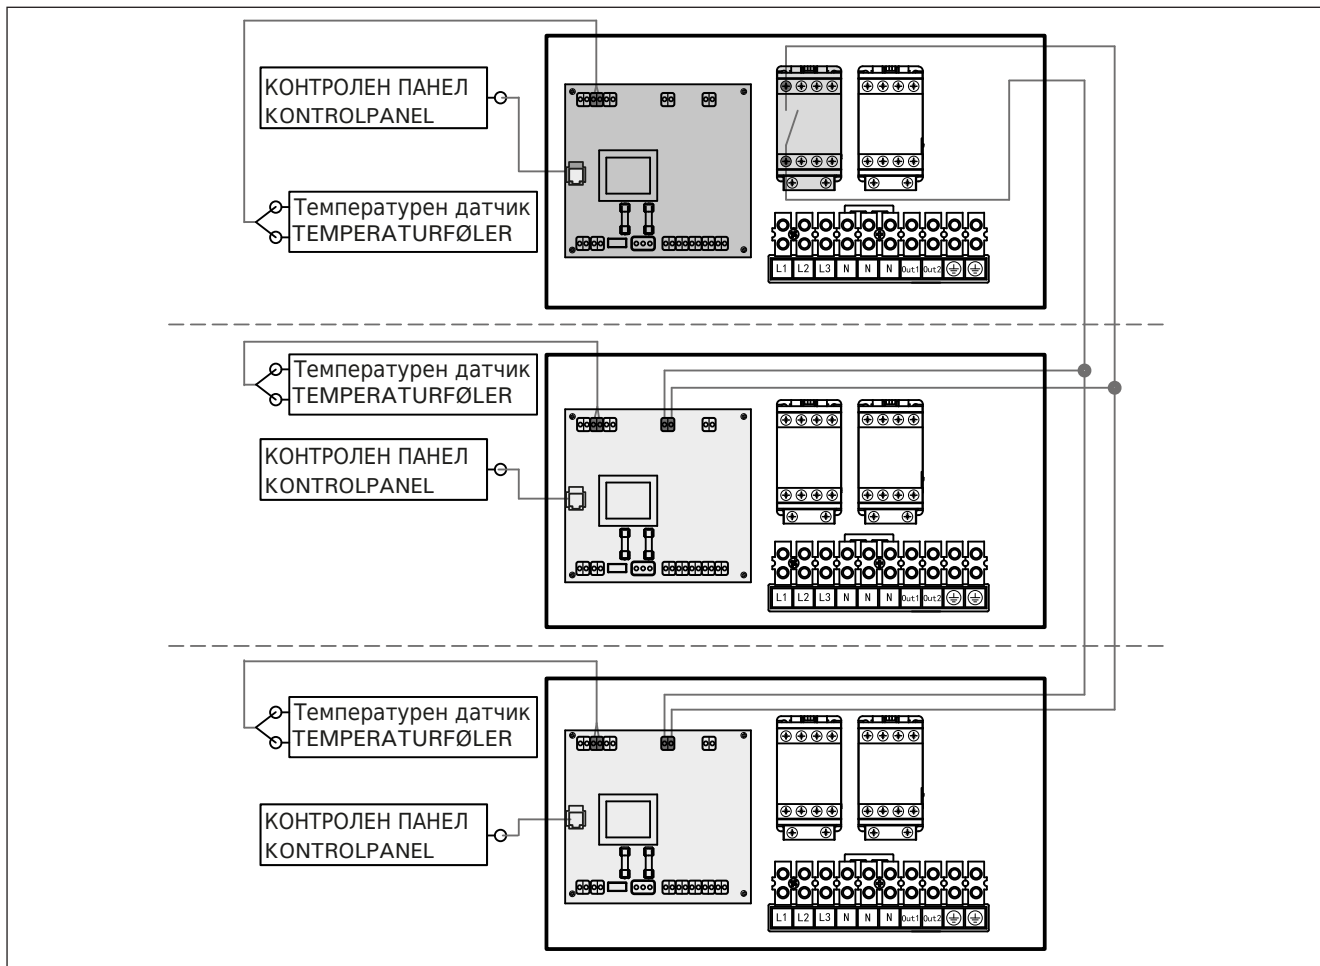 КОНТРОЛЕН ПАНЕЛ
KONTROLPANEL
Температурен датчик
TEMPERATURFØLER
L1 L2 L3 N N N Out1 Out2
Температурен датчик
TEMPERATURFØLER
КОНТРОЛЕН ПАНЕЛ
KONTROLPANEL
L1 L2 L3 N N N Out1 Out2
Температурен датчик
TEMPERATURFØLER
КОНТРОЛЕН ПАНЕЛ
KONTROLPANEL
L1 L2 L3 N N N Out1 Out2